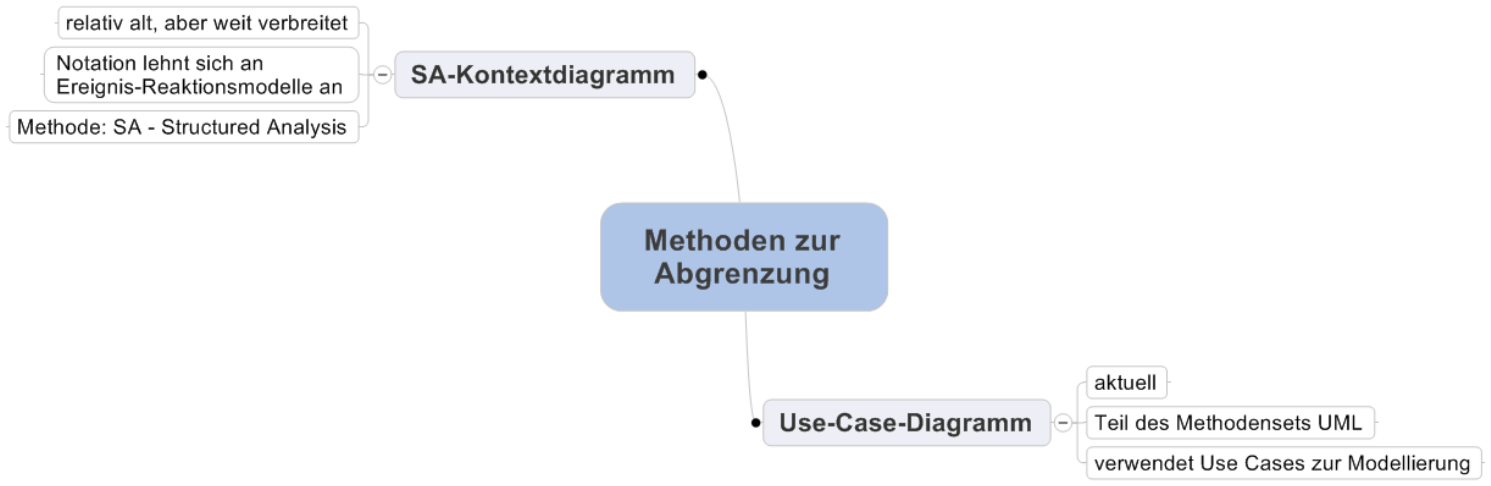 relativ alt, aber weit verbreitet
Notation lehnt sich an
Ereignis-Reaktionsmodelle an
Methode: SA - Structured Analysis
SA-Kontextdiagramm
Methoden zur
Abgrenzung
Use-Case-Diagramm
aktuell
Teil des Methodensets UML
verwendet Use Cases zur Modellierung